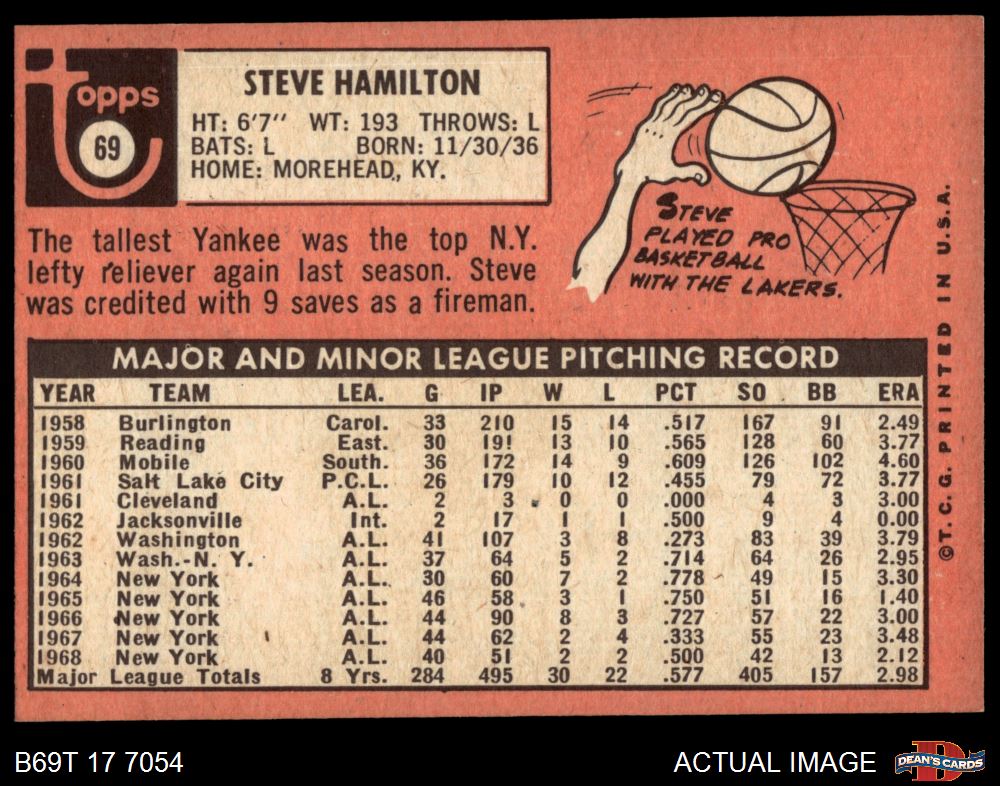 Topps
69
STEVE HAMILTON
HT: 6'7" WT: 193 THROWS: L
BATS: L BORN: 11/30/36
HOME: MOREHEAD, KY.
The tallest Yankee was the top N.Y.
lefty reliever again last season. Steve
was credited with 9 saves as a fireman.
STEVE
PLAYED PRO
BASKETBALL
WITH THE LAKERS.
MAJOR AND MINOR LEAGUE PITCHING RECORD
YEAR TEAM LEA. G IP W L PCT SO BB ERA
1958 Burlington Carol. 33 210 15 14 .517 167 91 2.49
1959 Reading East. 30 191 13 10 .565 128 60 3.77
1960 Mobile South. 36 172 14 9 .609 126 102 4.60
1961 Salt Lake City P.C.L. 26 179 10 12 .455 79 72 3.77
1961 Cleveland A.L. 2 3 0 0 .000 4 3 3.00
1962 Jacksonville Int. 2 17 1 1 .500 9 4 0.00
1962 Washington A.L. 41 107 3 8 .273 83 39 3.79
1963 Wash.-N. Y. A.L. 37 64 5 2 .714 64 26 2.95
1964 New York A.L. 30 60 7 2 .778 49 15 3.30
1965 New York A.L. 46 58 3 1 .750 51 16 1.40
1966 New York A.L. 44 90 8 3 .727 57 22 3.00
1967 New York A.L. 44 62 2 4 .333 55 23 3.48
1968 New York A.L. 40 51 2 2 .500 42 13 2.12
Major League Totals 8 Yrs. 284 495 30 22 .577 405 157 2.98
©T. C. G. PRINTED IN U.S.A.
B69T 17 7054
ACTUAL IMAGE
DEAN'S CARDS